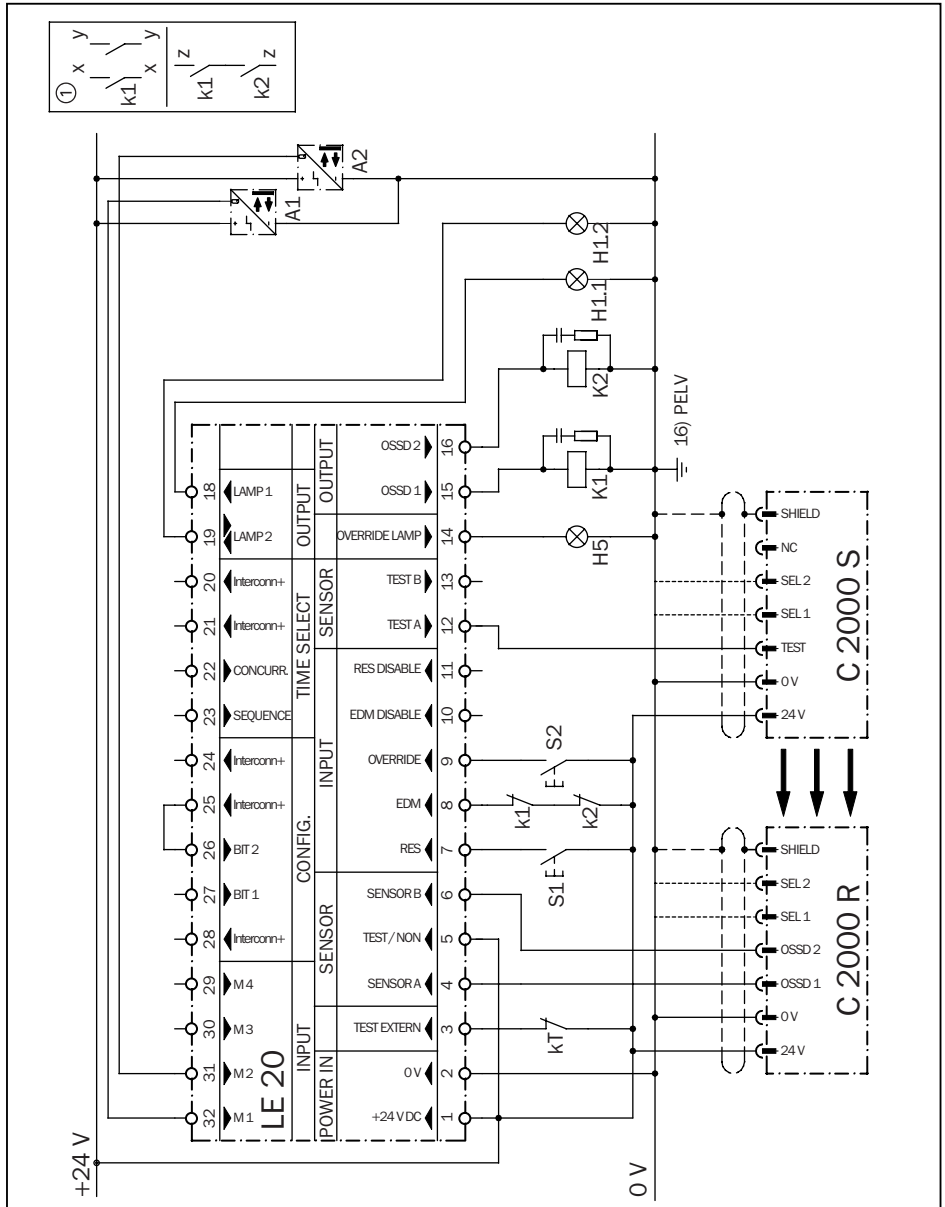 ①
x y
k1
x y
z
k1
k2
z
+24 V
A1
A2
H1.1
H1.2
18 LAMP 1
19 LAMP 2
20 Interconn+
21 Interconn+
22 CONCURR.
23 SEQUENCE
24 Interconn+
25 Interconn+
26 BIT 2
27 BIT 1
28 Interconn+
29 M4
30 M3
31 M2
32 M1
OUTPUT
TIME SELECT
CONFIG.
INPUT
LE 20
OUTPUT
SENSOR
INPUT
SENSOR
POWER IN
OSSD 2 16
OSSD 1 15
OVERRIDE LAMP 14
TEST B 13
TEST A 12
RES DISABLE 11
EDM DISABLE 10
OVERRIDE 9
EDM 8
RES 7
SENSOR B 6
TEST/NON 5
SENSOR A 4
TEST EXTERN 3
0 V 2
+24 V DC 1
K2
K1
H5
S2
k1
k2
S1
kT
0 V
16) PELV
SHIELD
NC
SEL 2
SEL 1
TEST
0 V
24 V
C 2000 S
SHIELD
SEL 2
SEL 1
OSSD 2
OSSD 1
0 V
24 V
C 2000 R